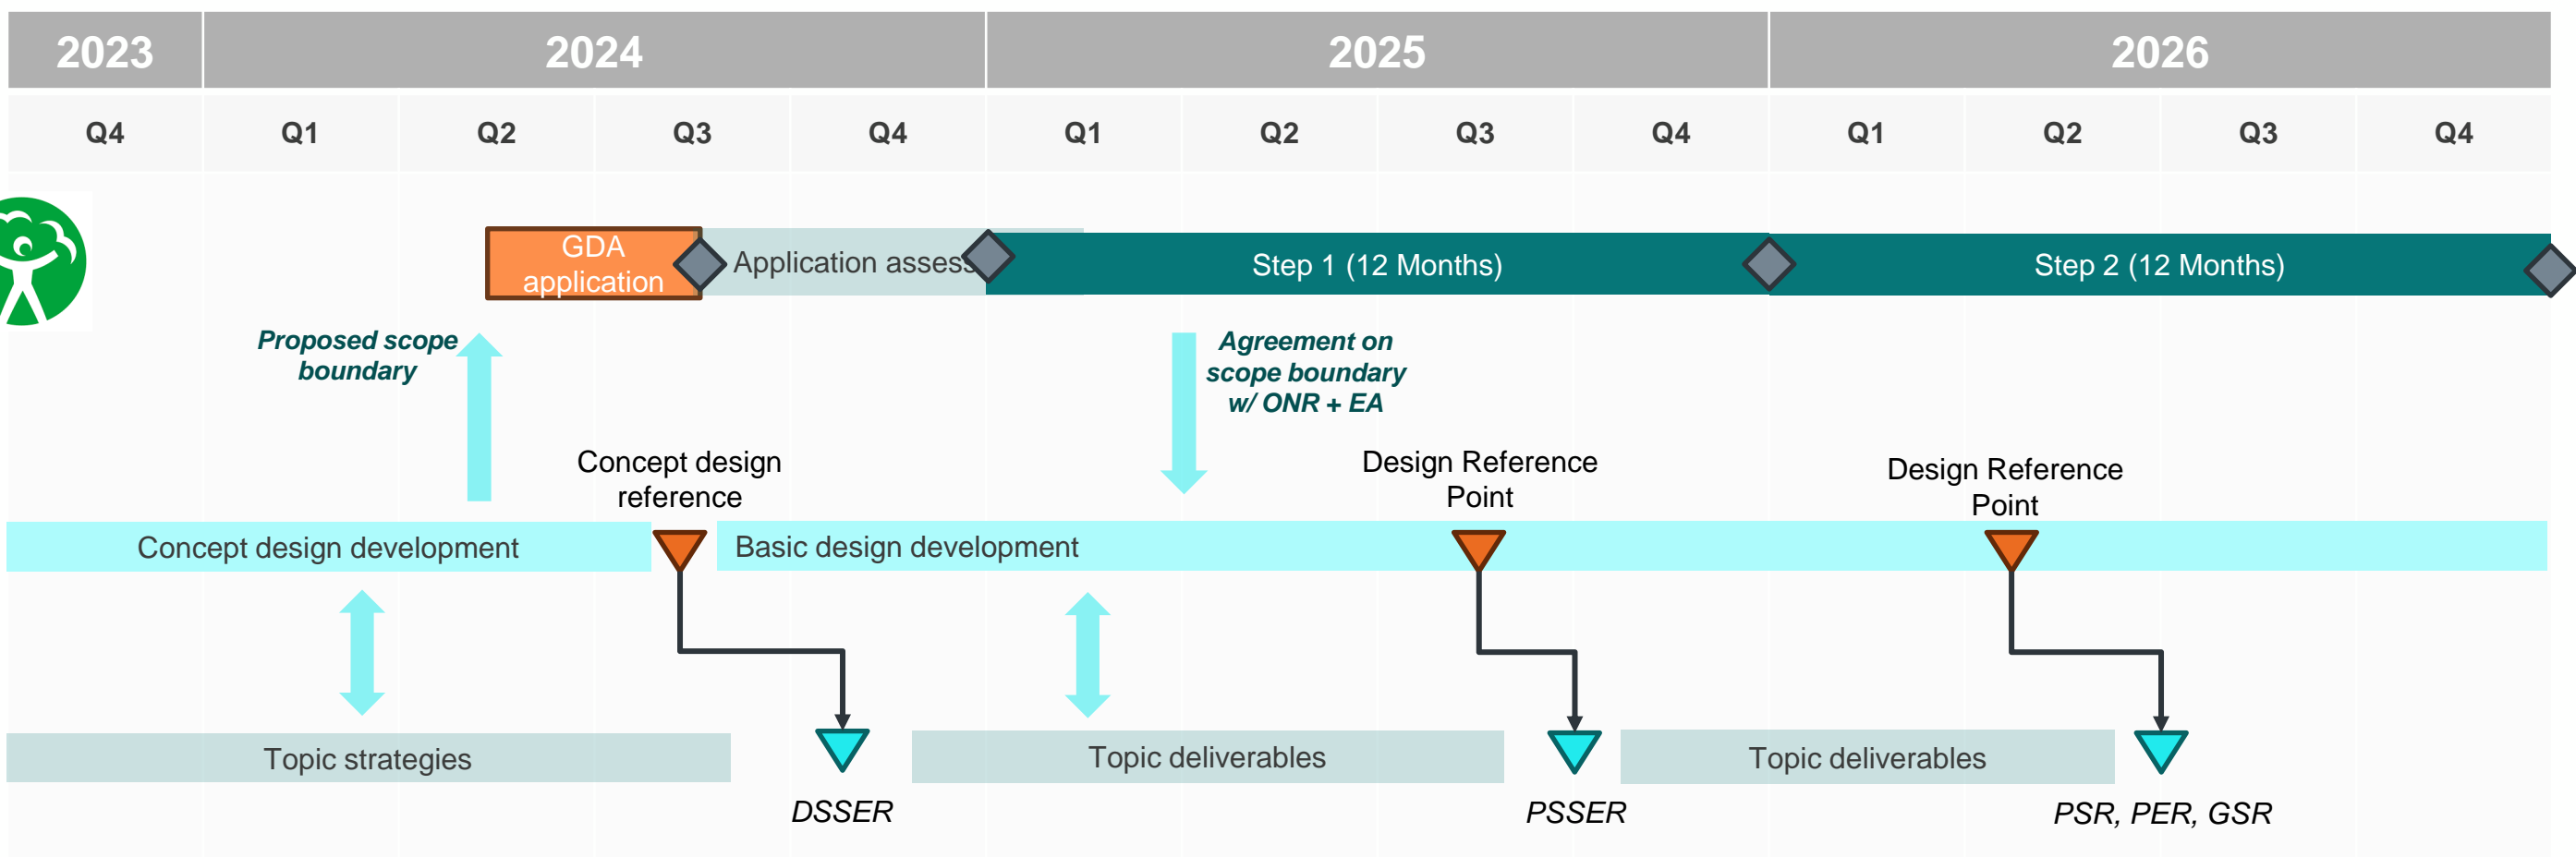 2023
2024
2025
2026
Q4
Q1
Q2
Q3
Q4
Q1
Q2
Q3
Q4
Q1
Q2
Q3
Q4
GDA
application
Application assess
Step 1 (12 Months)
Step 2 (12 Months)
Proposed scope
boundary
Agreement on
scope boundary
w/ ONR + EA
Concept design
reference
Design Reference
Point
Design Reference
Point
Concept design development
Basic design development
Topic strategies
Topic deliverables
Topic deliverables
DSSER
PSSER
PSR, PER, GSR